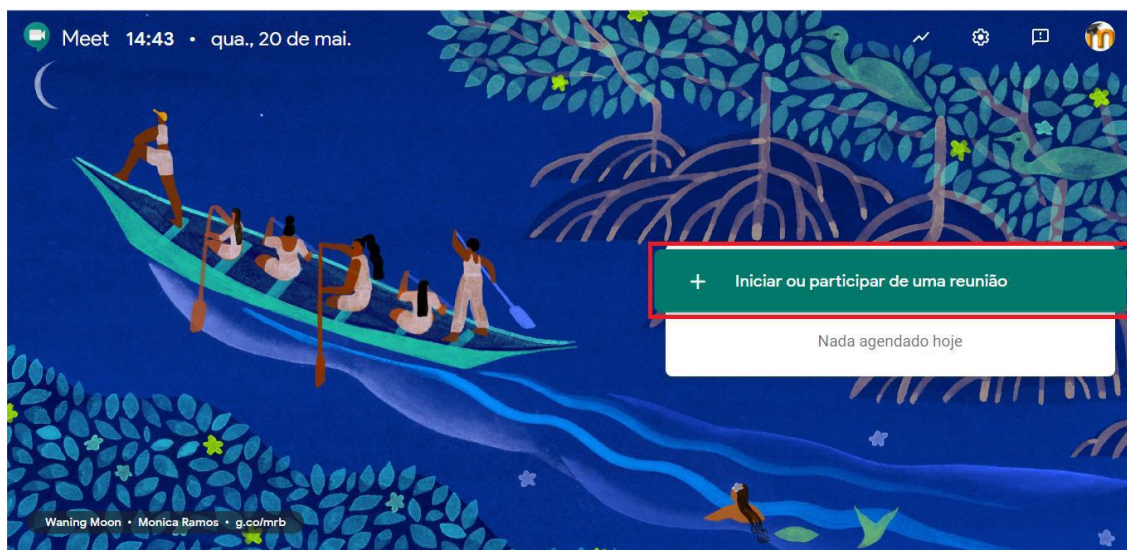 Meet 14:43 • qua., 20 de mai.
+ Iniciar ou participar de uma reunião
Nada agendado hoje
Waning Moon • Monica Ramos • g.co/mrb